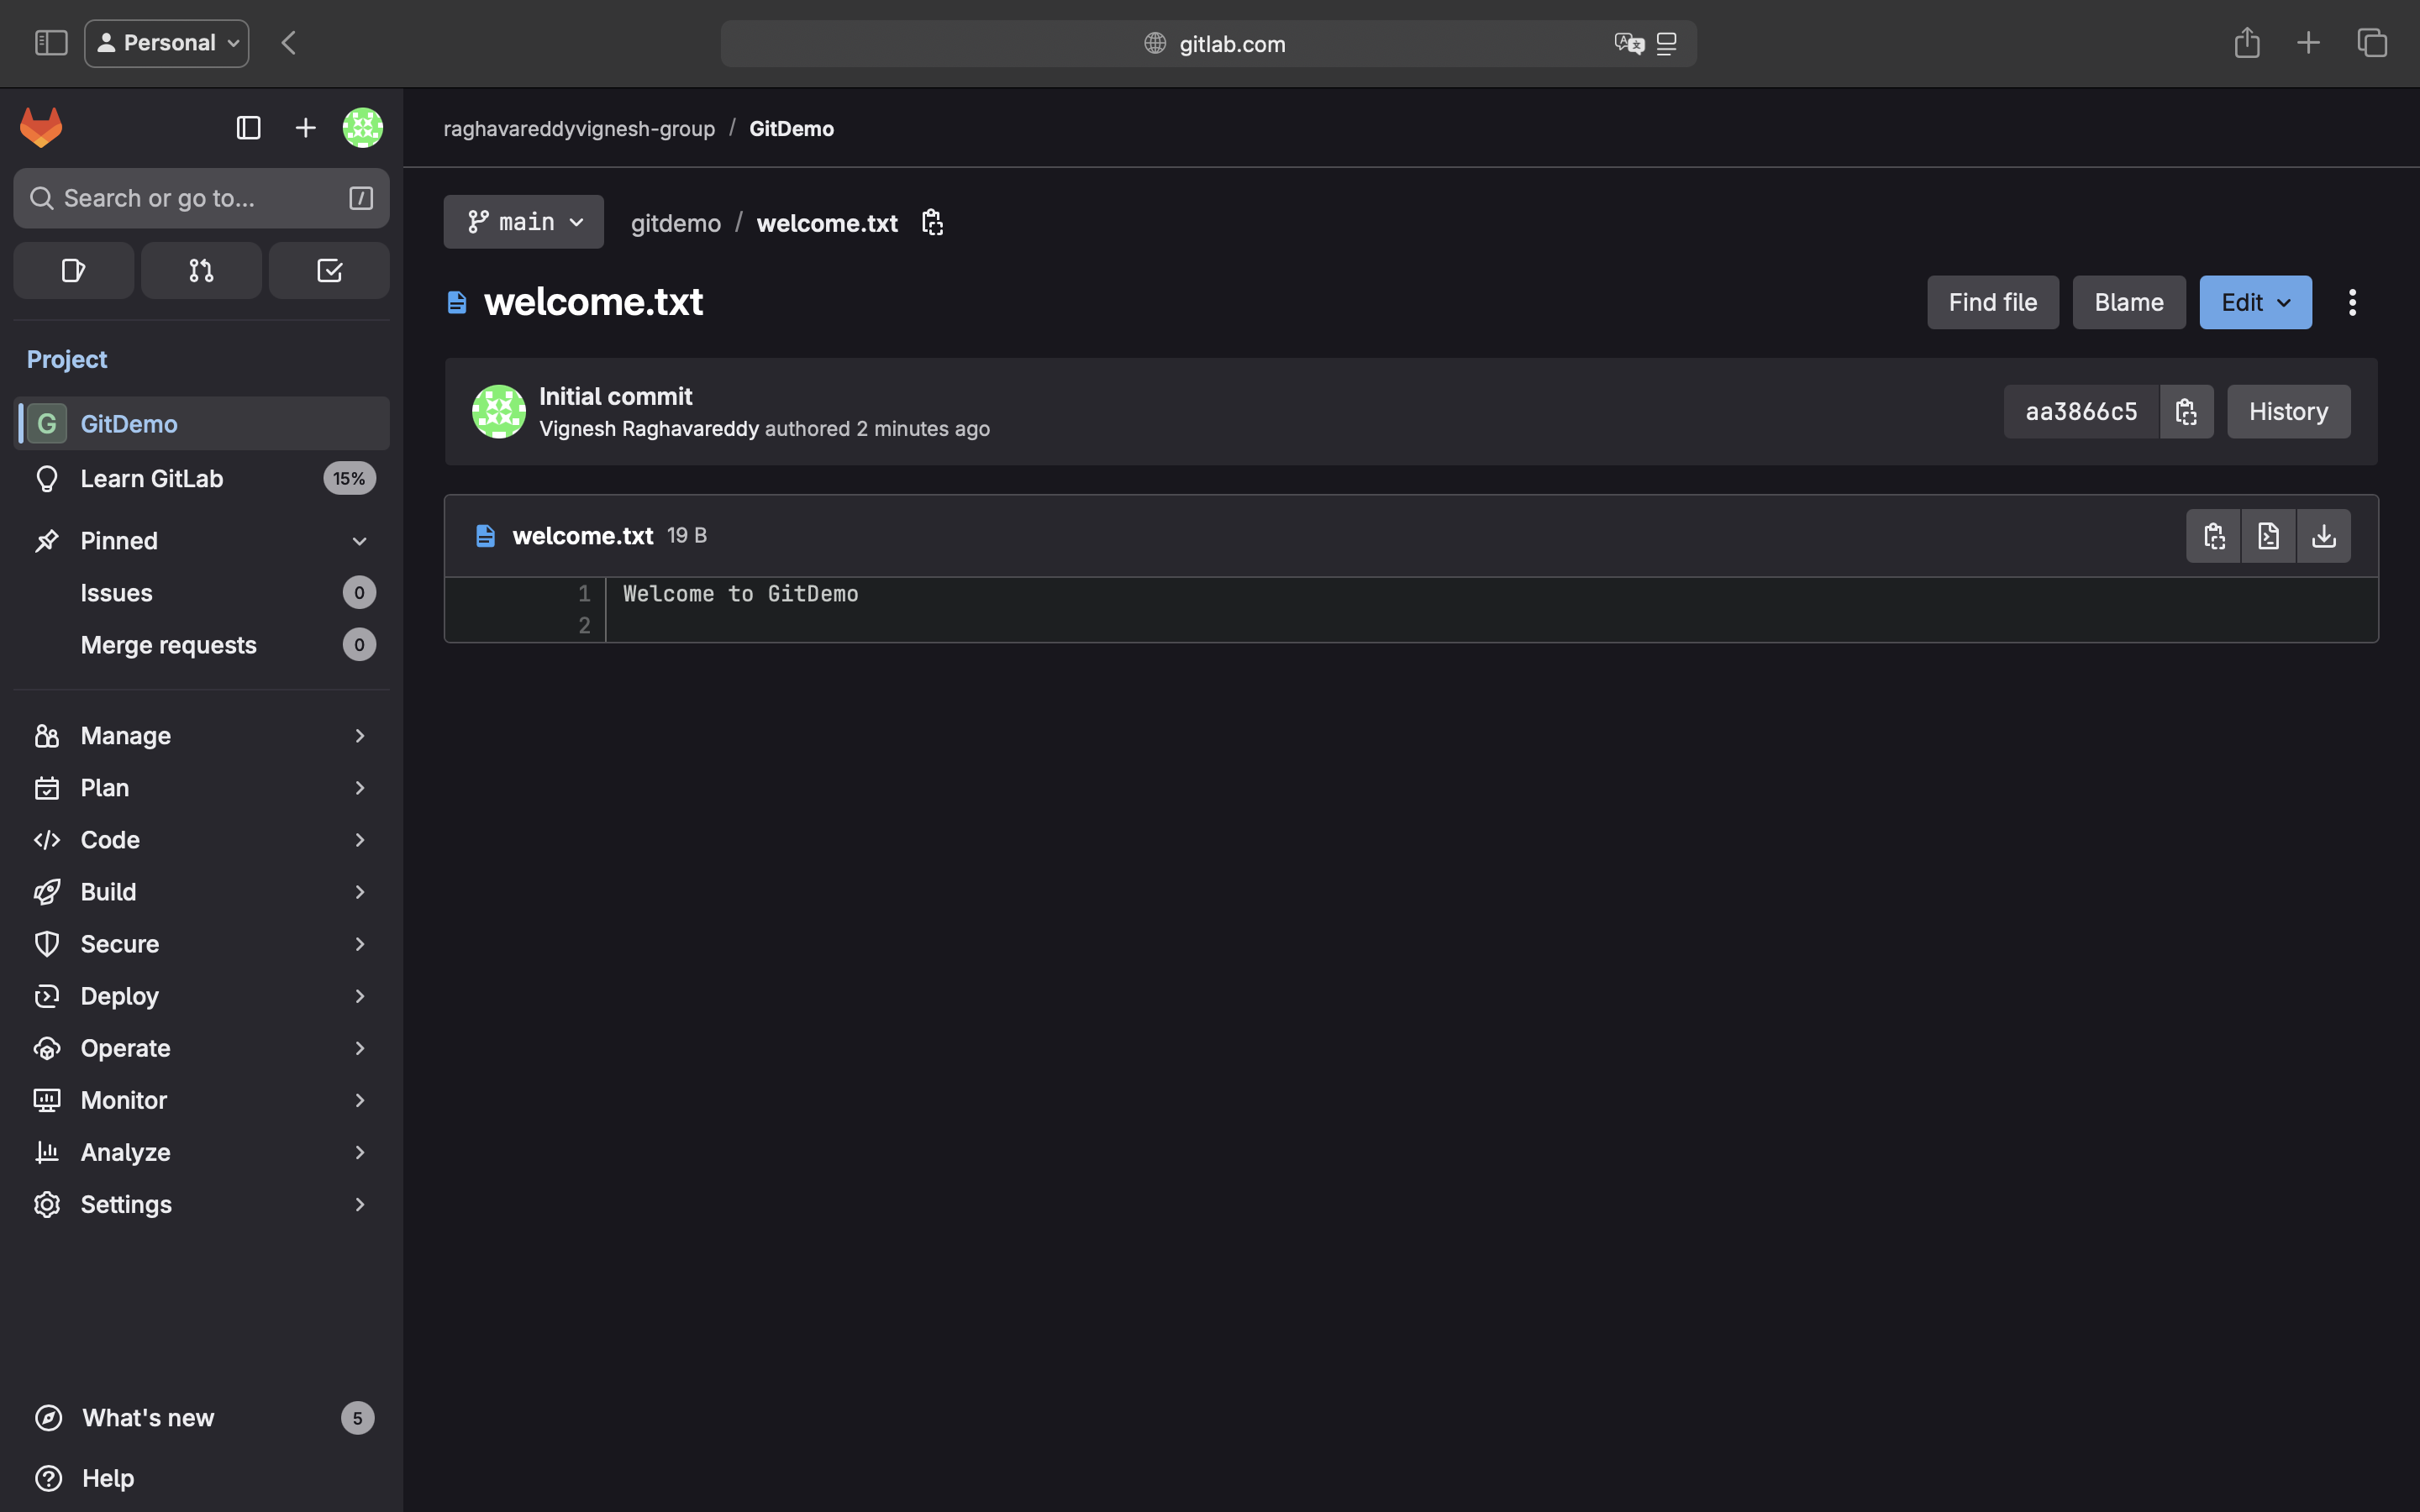 Personal
gitlab.com
raghavareddyvignesh-group / GitDemo
Search or go to... /
main
gitdemo / welcome.txt
welcome.txt
Find file
Blame
Edit
Project
Initial commit
Vignesh Raghavareddy authored 2 minutes ago
aa3866c5
History
G GitDemo
Learn GitLab 15%
Pinned
Issues 0
Merge requests 0
welcome.txt 19 B
1 Welcome to GitDemo
2
Manage
Plan
Code
Build
Secure
Deploy
Operate
Monitor
Analyze
Settings
What's new 5
Help